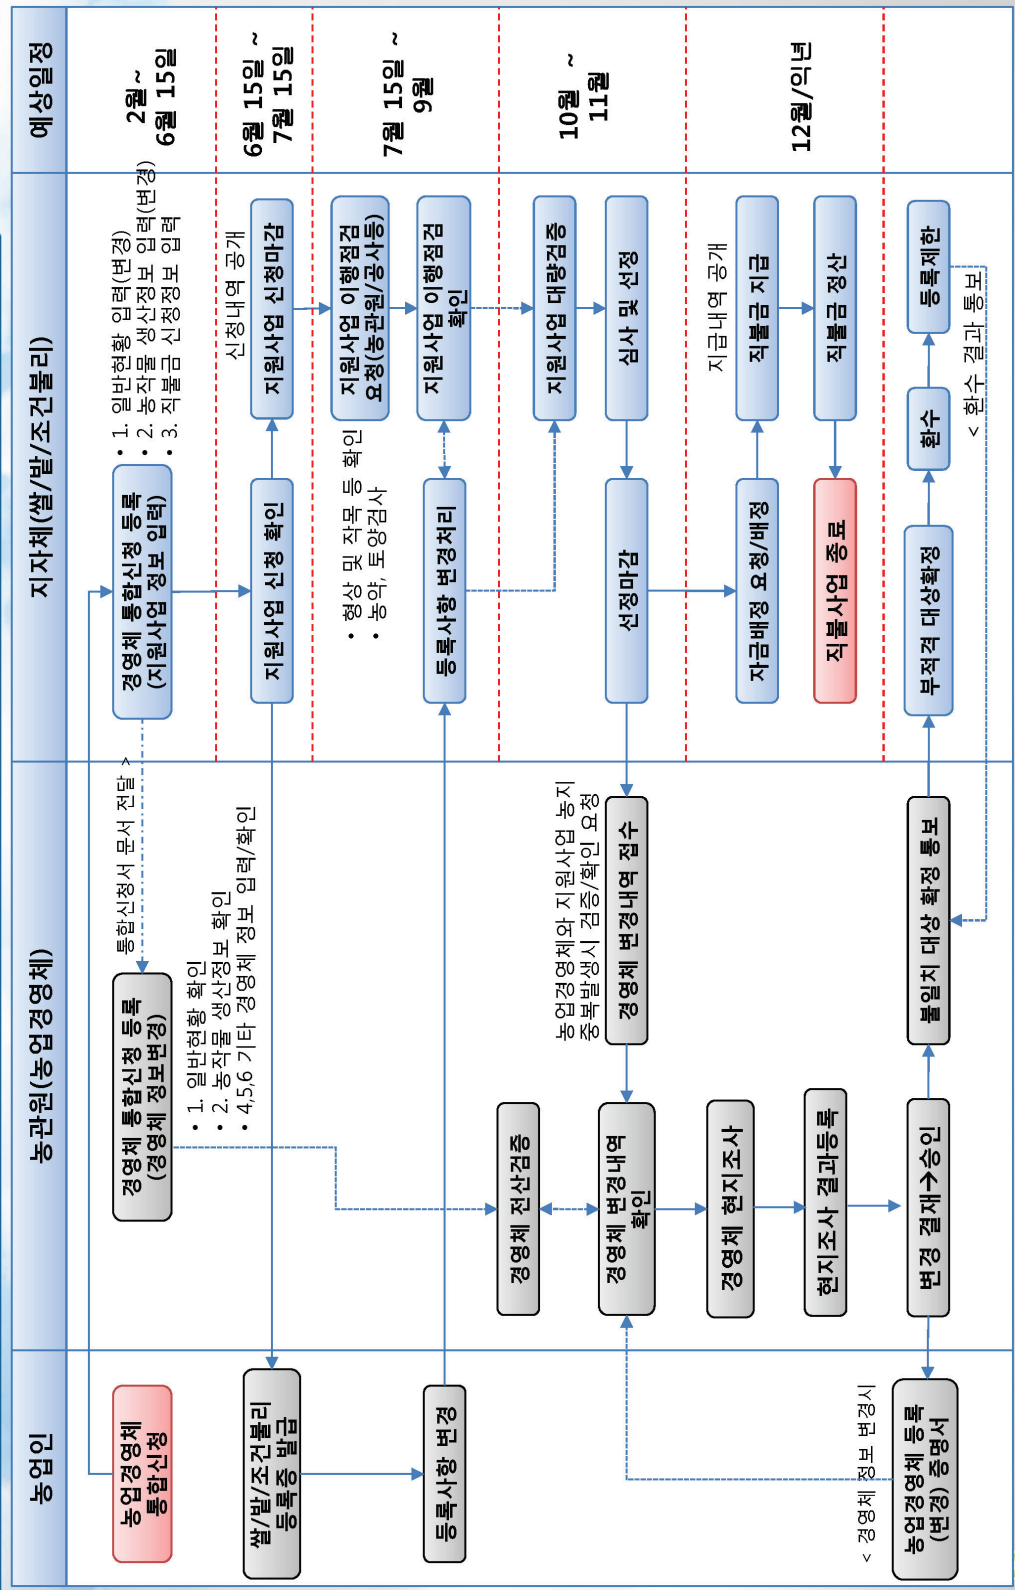 농업인
농관원(농업경영체)
지자체(쌀/밭/조건불리)
예상일정
농업경영체
통합신청
경영체 통합신청 등록
(경영체 정보변경)
통합신청서 문서 전달 >
경영체 통합신청 등록
(지원사업 정보 입력)
• 1. 일반현황 입력(변경)
• 2. 농작물 생산정보 입력(변경)
• 3. 직불금 신청정보 입력
2월~
6월 15일
• 1. 일반현황 확인
• 2. 농작물 생산정보 확인
• 4,5,6 기타 경영체 정보 입력/확인
쌀/밭/조건불리
등록증 발급
지원사업 신청 확인
신청내역 공개
지원사업 신청마감
6월 15일 ~
7월 15일
• 형상 및 작목 등 확인
• 농약, 토양검사
지원사업 이행점검
요청(농관원/공사등)
등록사항 변경
등록사항 변경처리
지원사업 이행점검
확인
7월 15일 ~
9월
경영체 전산검증
농업경영체와 지원사업 농지
중복발생시 검증/확인 요청
지원사업 대량검증
경영체 변경내역
확인
경영체 변경내역 접수
선정마감
심사 및 선정
10월 ~
11월
경영체 현지조사
지급내역 공개
자금배정 요청/배정
직불금 지급
현지조사 결과등록
직불사업 종료
직불금 정산
12월/익년
< 경영체 정보 변경시
농업경영체 등록
(변경) 증명서
변경 결재→승인
불일치 대상 확정 통보
부적격 대상확정
환수
등록제한
< 환수 결과 통보